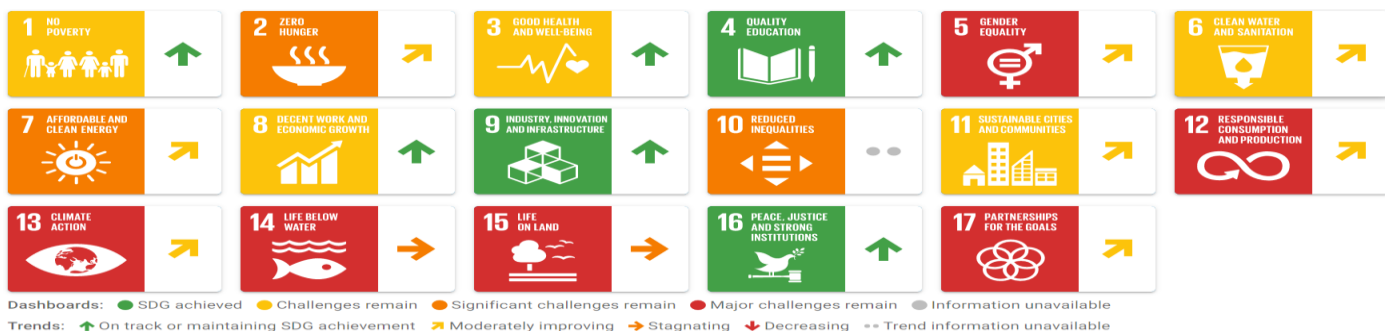 1 NO POVERTY
2 ZERO HUNGER
3 GOOD HEALTH AND WELL-BEING
4 QUALITY EDUCATION
5 GENDER EQUALITY
6 CLEAN WATER AND SANITATION
7 AFFORDABLE AND CLEAN ENERGY
8 DECENT WORK AND ECONOMIC GROWTH
9 INDUSTRY, INNOVATION AND INFRASTRUCTURE
10 REDUCED INEQUALITIES
11 SUSTAINABLE CITIES AND COMMUNITIES
12 RESPONSIBLE CONSUMPTION AND PRODUCTION
13 CLIMATE ACTION
14 LIFE BELOW WATER
15 LIFE ON LAND
16 PEACE, JUSTICE AND STRONG INSTITUTIONS
17 PARTNERSHIPS FOR THE GOALS
Dashboards: SDG achieved Challenges remain Significant challenges remain Major challenges remain Information unavailable
Trends: On track or maintaining SDG achievement Moderately improving Stagnating Decreasing Trend information unavailable